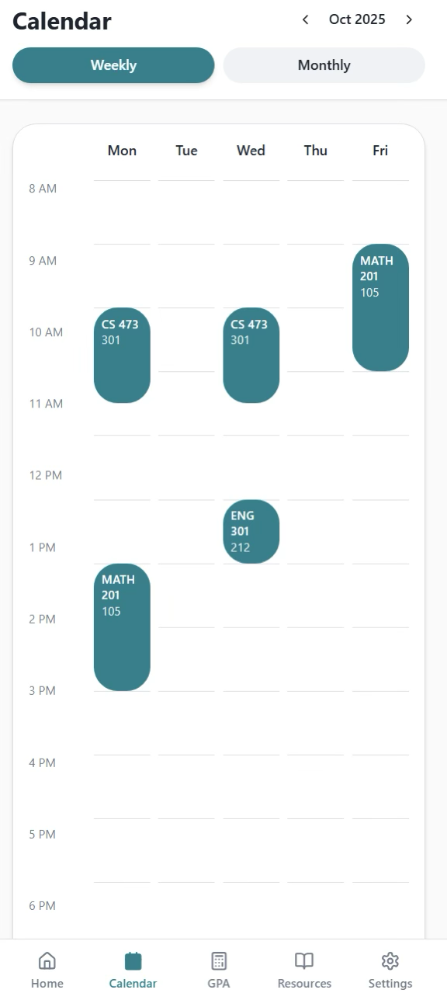 Calendar
Oct 2025
Weekly
Monthly
Mon Tue Wed Thu Fri
8 AM
9 AM
MATH
201
105
10 AM
CS 473
301
CS 473
301
11 AM
12 PM
ENG
301
212
1 PM
MATH
201
105
2 PM
3 PM
4 PM
5 PM
6 PM
Home
Calendar
GPA
Resources
Settings